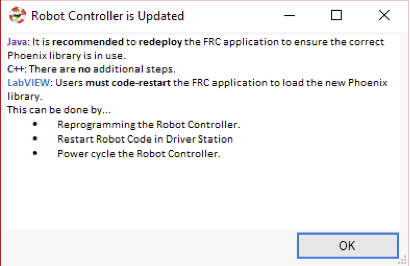 Robot Controller is Updated
Java: It is recommended to redeploy the FRC application to ensure the correct
Phoenix library is in use.
C++: There are no additional steps.
LabVIEW: Users must code-restart the FRC application to load the new Phoenix
library.
This can be done by...
• Reprogramming the Robot Controller.
• Restart Robot Code in Driver Station
• Power cycle the Robot Controller.
OK